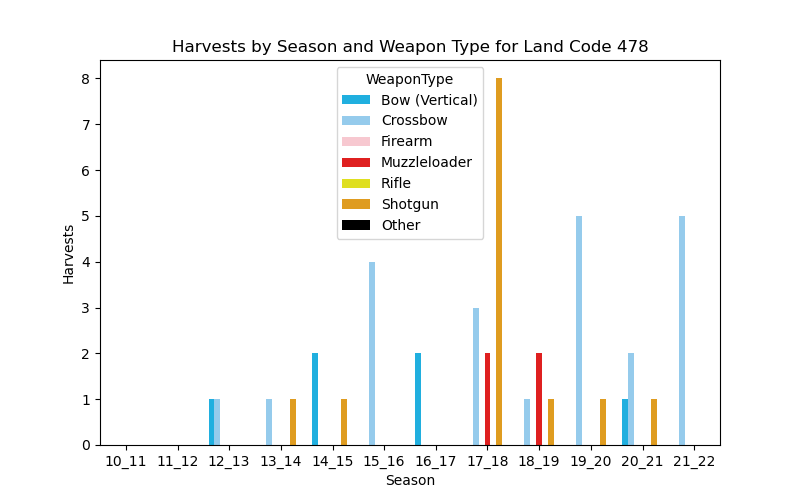 Harvests by Season and Weapon Type for Land Code 478
WeaponType
Bow (Vertical)
Crossbow
Firearm
Muzzleloader
Rifle
Shotgun
Other
Harvests
8
7
6
5
4
3
2
1
0
10_11 11_12 12_13 13_14 14_15 15_16 16_17 17_18 18_19 19_20 20_21 21_22
Season